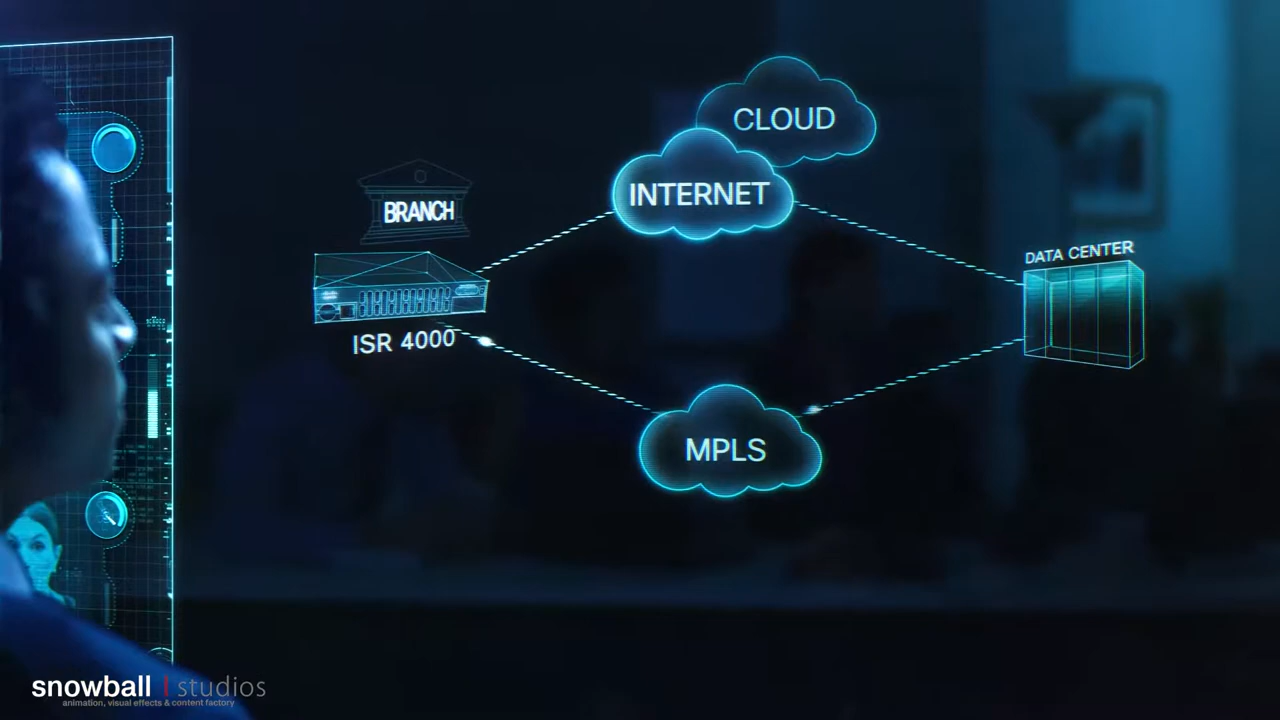 CLOUD
INTERNET
BRANCH
DATA CENTER
ISR 4000
MPLS
snowball | studios
animation, visual effects & content factory